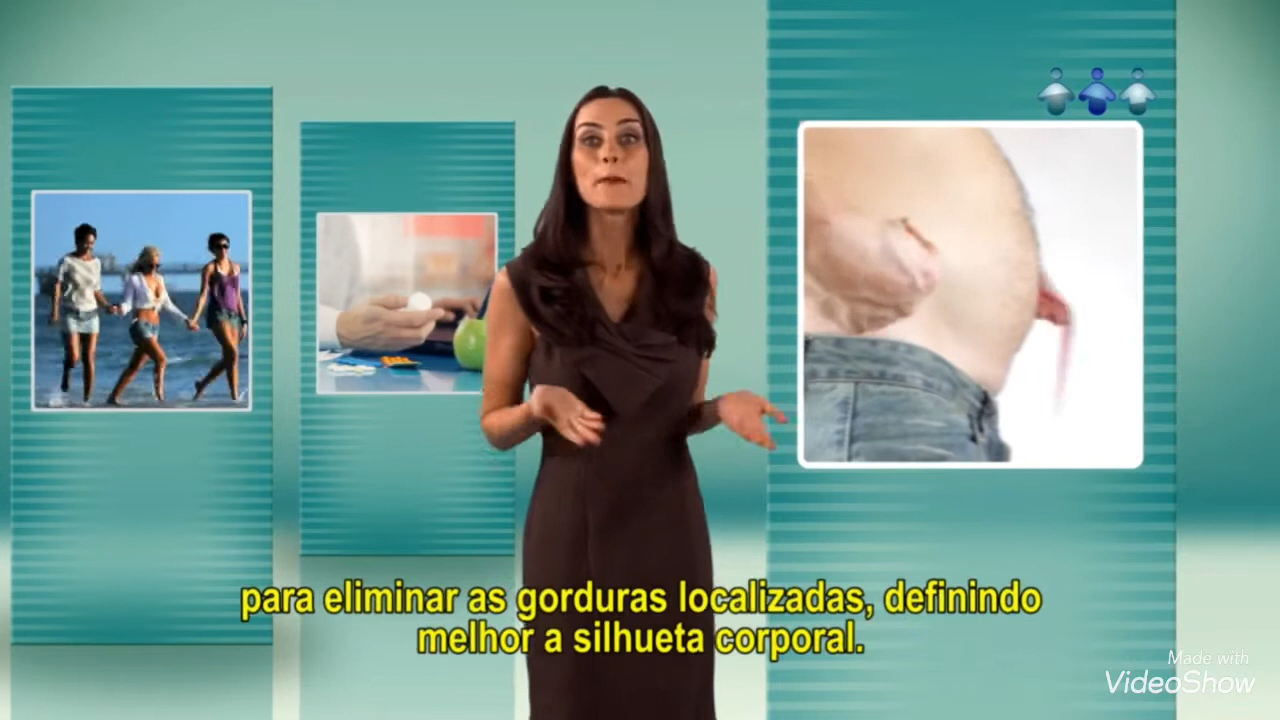 para eliminar as gorduras localizadas, definindo
melhor a silhueta corporal.
Made with
VideoShow